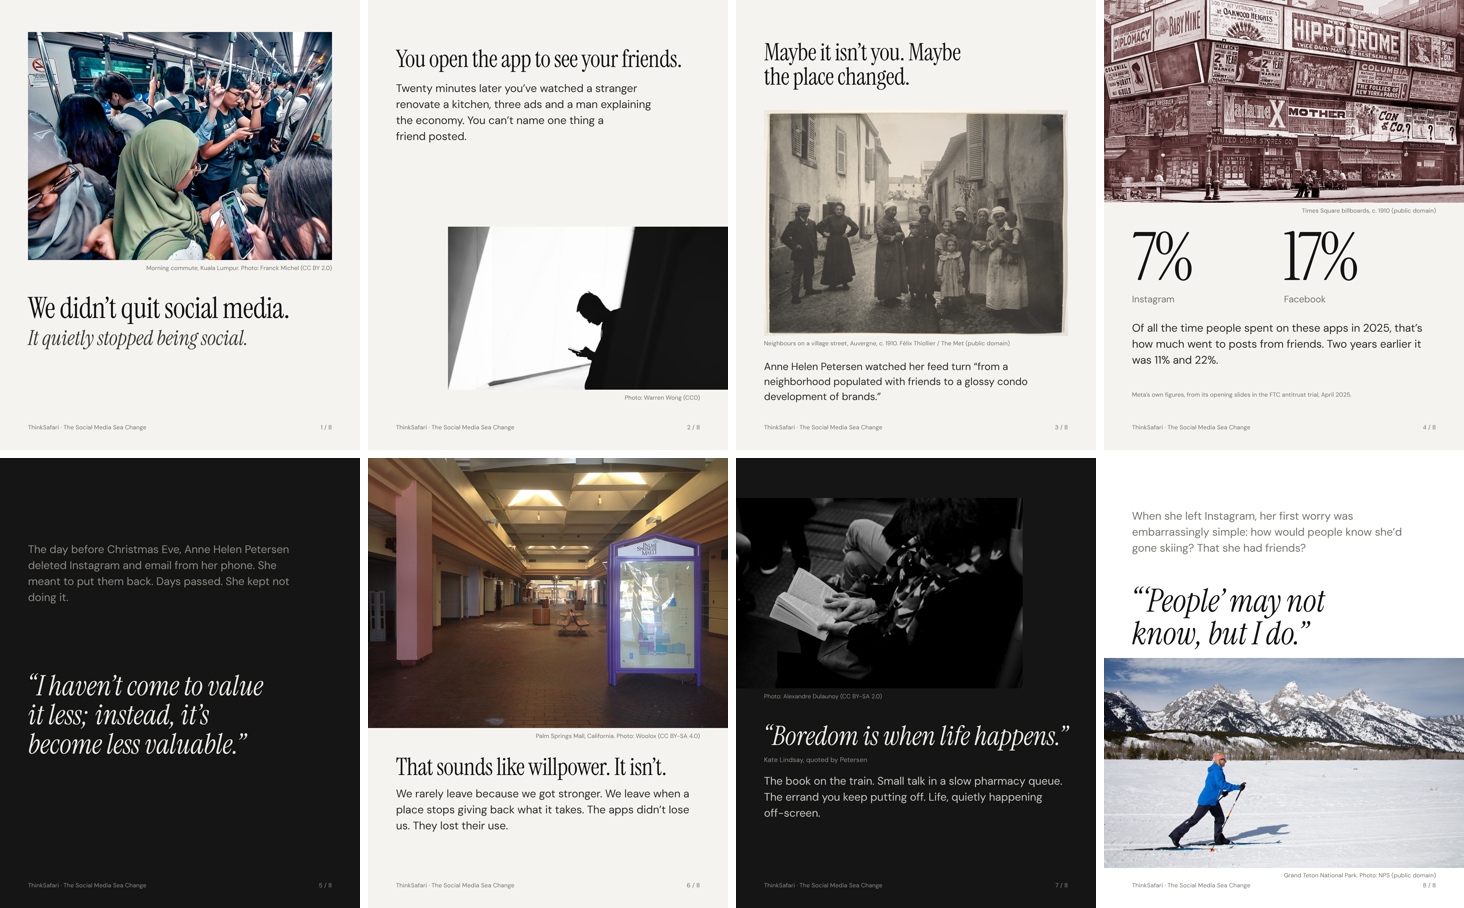 Morning commute, Kuala Lumpur. Photo: Franck Michel (CC BY 2.0)
We didn't quit social media.
It quietly stopped being social.
ThinkSafari · The Social Media Sea Change
1 / 8
You open the app to see your friends.
Twenty minutes later you've watched a stranger
renovate a kitchen, three ads and a man explaining
the economy. You can't name one thing a
friend posted.
Photo: Warren Wong (CC0)
ThinkSafari · The Social Media Sea Change
2 / 8
Maybe it isn't you. Maybe
the place changed.
Neighbours on a village street, Auvergne, c. 1910. Félix Thiollier / The Met (public domain)
Anne Helen Petersen watched her feed turn “from a
neighborhood populated with friends to a glossy condo
development of brands.”
ThinkSafari · The Social Media Sea Change
3 / 8
DIPLOMACY
BABY MINE
OAKWOOD HEIGHTS
HIPPODROME
COLUMBIA
Madame X
MOTHER
CON
& CO.?
UNITED CIGAR STORES CO.
Times Square billboards, c. 1910 (public domain)
7%
17%
Instagram
Facebook
Of all the time people spent on these apps in 2025, that's
how much went to posts from friends. Two years earlier it
was 11% and 22%.
Meta's own figures, from its opening slides in the FTC antitrust trial, April 2025.
ThinkSafari · The Social Media Sea Change
4 / 8
The day before Christmas Eve, Anne Helen Petersen
deleted Instagram and email from her phone. She
meant to put them back. Days passed. She kept not
doing it.
“I haven't come to value
it less; instead, it's
become less valuable.”
ThinkSafari · The Social Media Sea Change
5 / 8
PALM
SPRINGS
MALL
Palm Springs Mall, California. Photo: Woolox (CC BY-SA 4.0)
That sounds like willpower. It isn't.
We rarely leave because we got stronger. We leave when a
place stops giving back what it takes. The apps didn't lose
us. They lost their use.
ThinkSafari · The Social Media Sea Change
6 / 8
Photo: Alexandre Dulaunoy (CC BY-SA 2.0)
“Boredom is when life happens.”
Kate Lindsay, quoted by Petersen
The book on the train. Small talk in a slow pharmacy queue.
The errand you keep putting off. Life, quietly happening
off-screen.
ThinkSafari · The Social Media Sea Change
7 / 8
When she left Instagram, her first worry was
embarrassingly simple: how would people know she'd
gone skiing? That she had friends?
“‘People’ may not
know, but I do.”
Grand Teton National Park. Photo: NPS (public domain)
ThinkSafari · The Social Media Sea Change
8 / 8